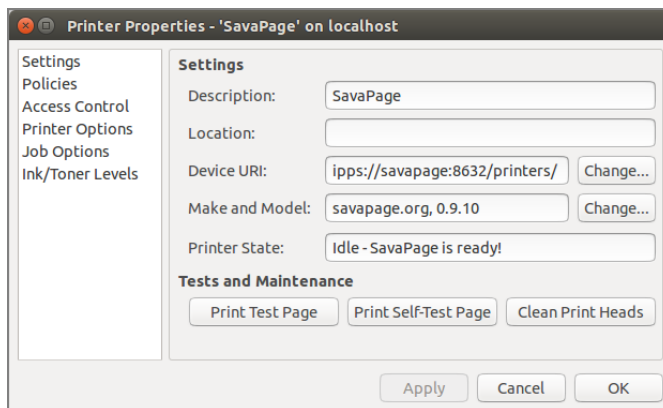 Printer Properties - 'SavaPage' on localhost
Settings
Policies
Access Control
Printer Options
Job Options
Ink/Toner Levels
Settings
Description: SavaPage
Location:
Device URI: ipps://savapage:8632/printers/ Change...
Make and Model: savapage.org, 0.9.10 Change...
Printer State: Idle - SavaPage is ready!
Tests and Maintenance
Print Test Page Print Self-Test Page Clean Print Heads
Apply Cancel OK